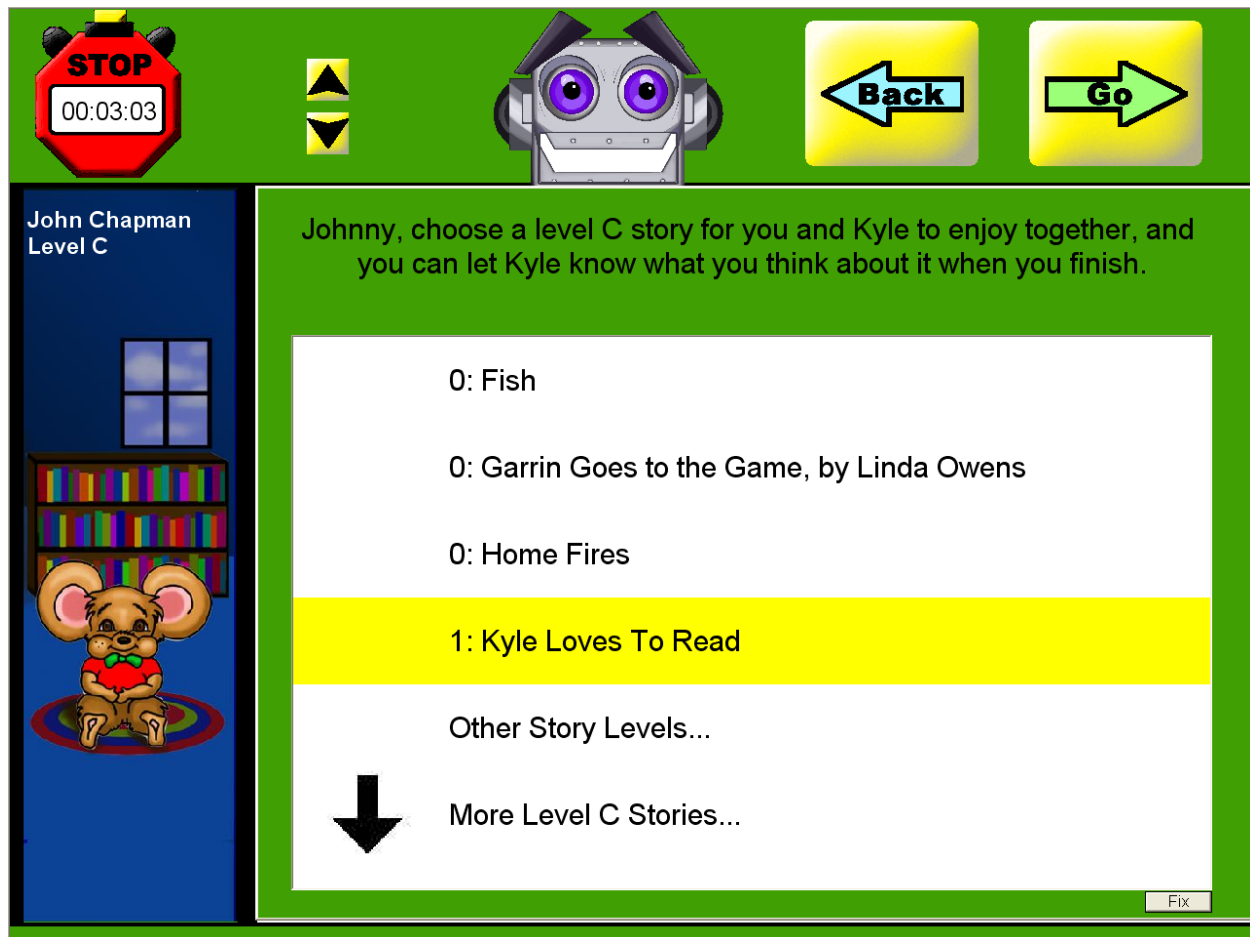 STOP
00:03:03
Back
Go
John Chapman
Level C
Johnny, choose a level C story for you and Kyle to enjoy together, and
you can let Kyle know what you think about it when you finish.
0: Fish
0: Garrin Goes to the Game, by Linda Owens
0: Home Fires
1: Kyle Loves To Read
Other Story Levels...
More Level C Stories...
Fix